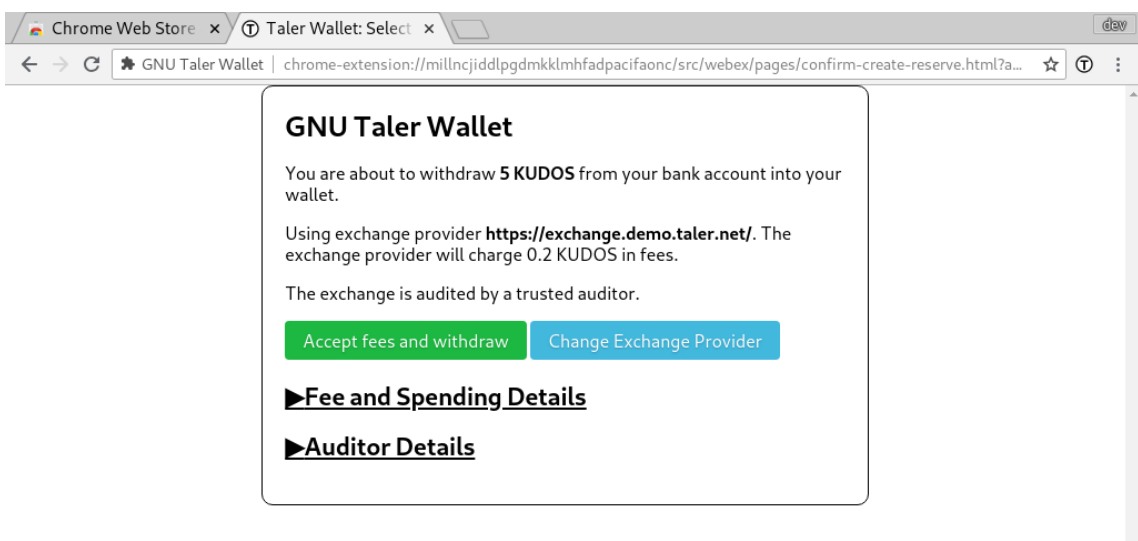 Chrome Web Store
Taler Wallet: Select
dev
GNU Taler Wallet
chrome-extension://millncjiddlpgdmkklmhfadpacifaonc/src/webex/pages/confirm-create-reserve.html?a...
GNU Taler Wallet
You are about to withdraw 5 KUDOS from your bank account into your
wallet.
Using exchange provider https://exchange.demo.taler.net/. The
exchange provider will charge 0.2 KUDOS in fees.
The exchange is audited by a trusted auditor.
Accept fees and withdraw
Change Exchange Provider
▶Fee and Spending Details
▶Auditor Details